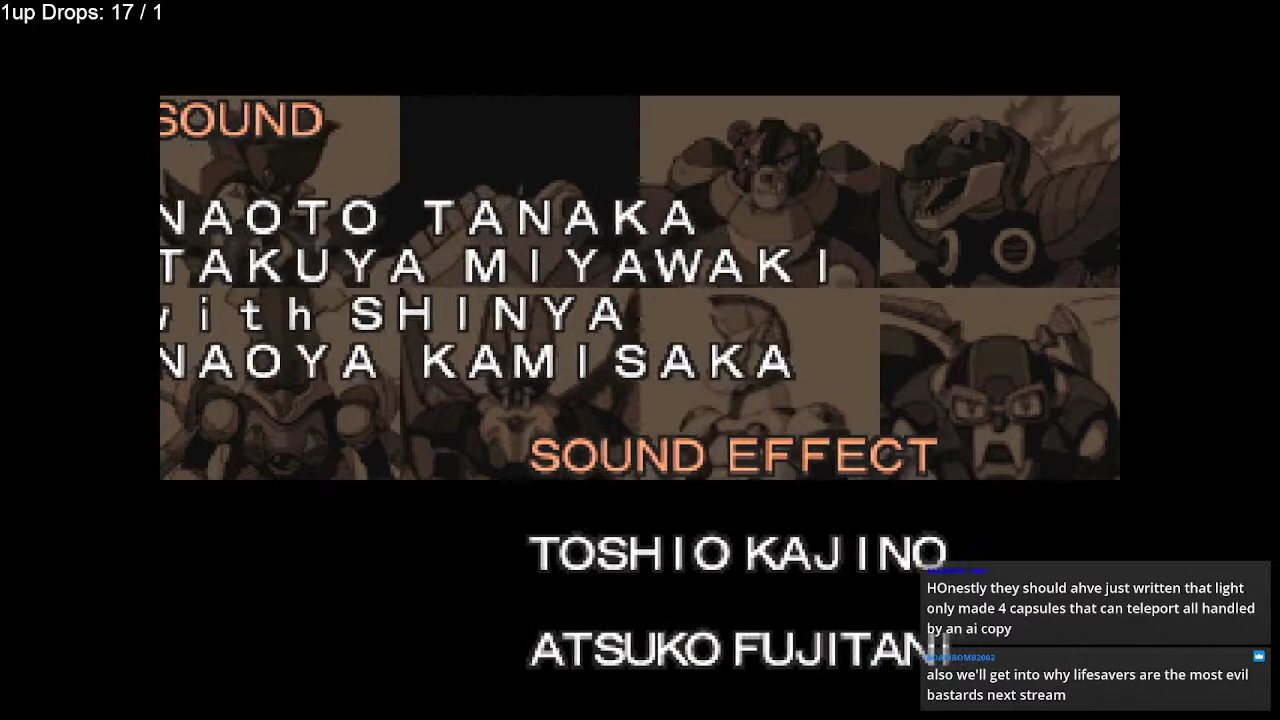 1up Drops: 17 / 1
SOUND
NAOTO TANAKA
TAKUYA MIYAWAKI
with SHINYA
NAOYA KAMISAKA
SOUND EFFECT
TOSHIO KAJINO
ATSUKO FUJITANI
HOnestly they should ahve just written that light
only made 4 capsules that can teleport all handled
by an ai copy
also we'll get into why lifesavers are the most evil
bastards next stream